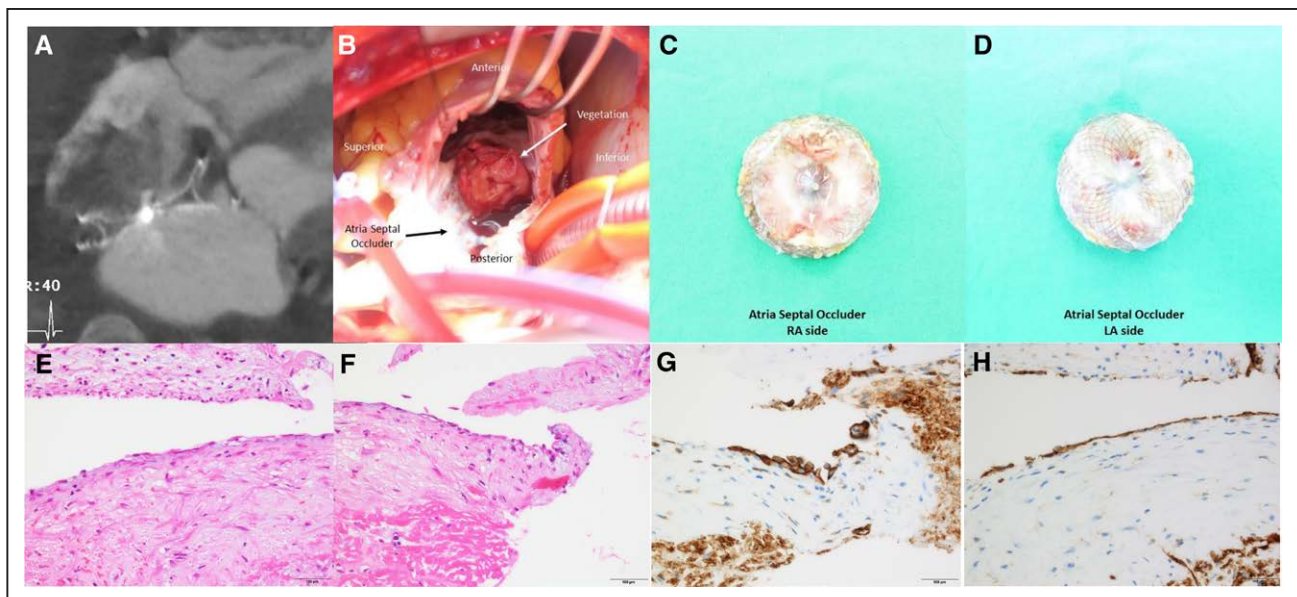 A
B
C
D
Anterior
Vegetation
Superior
Inferior
Atria Septal
Occluder
Posterior
R:40
Atria Septal Occluder
RA side
Atrial Septal Occluder
LA side
E
F
G
H